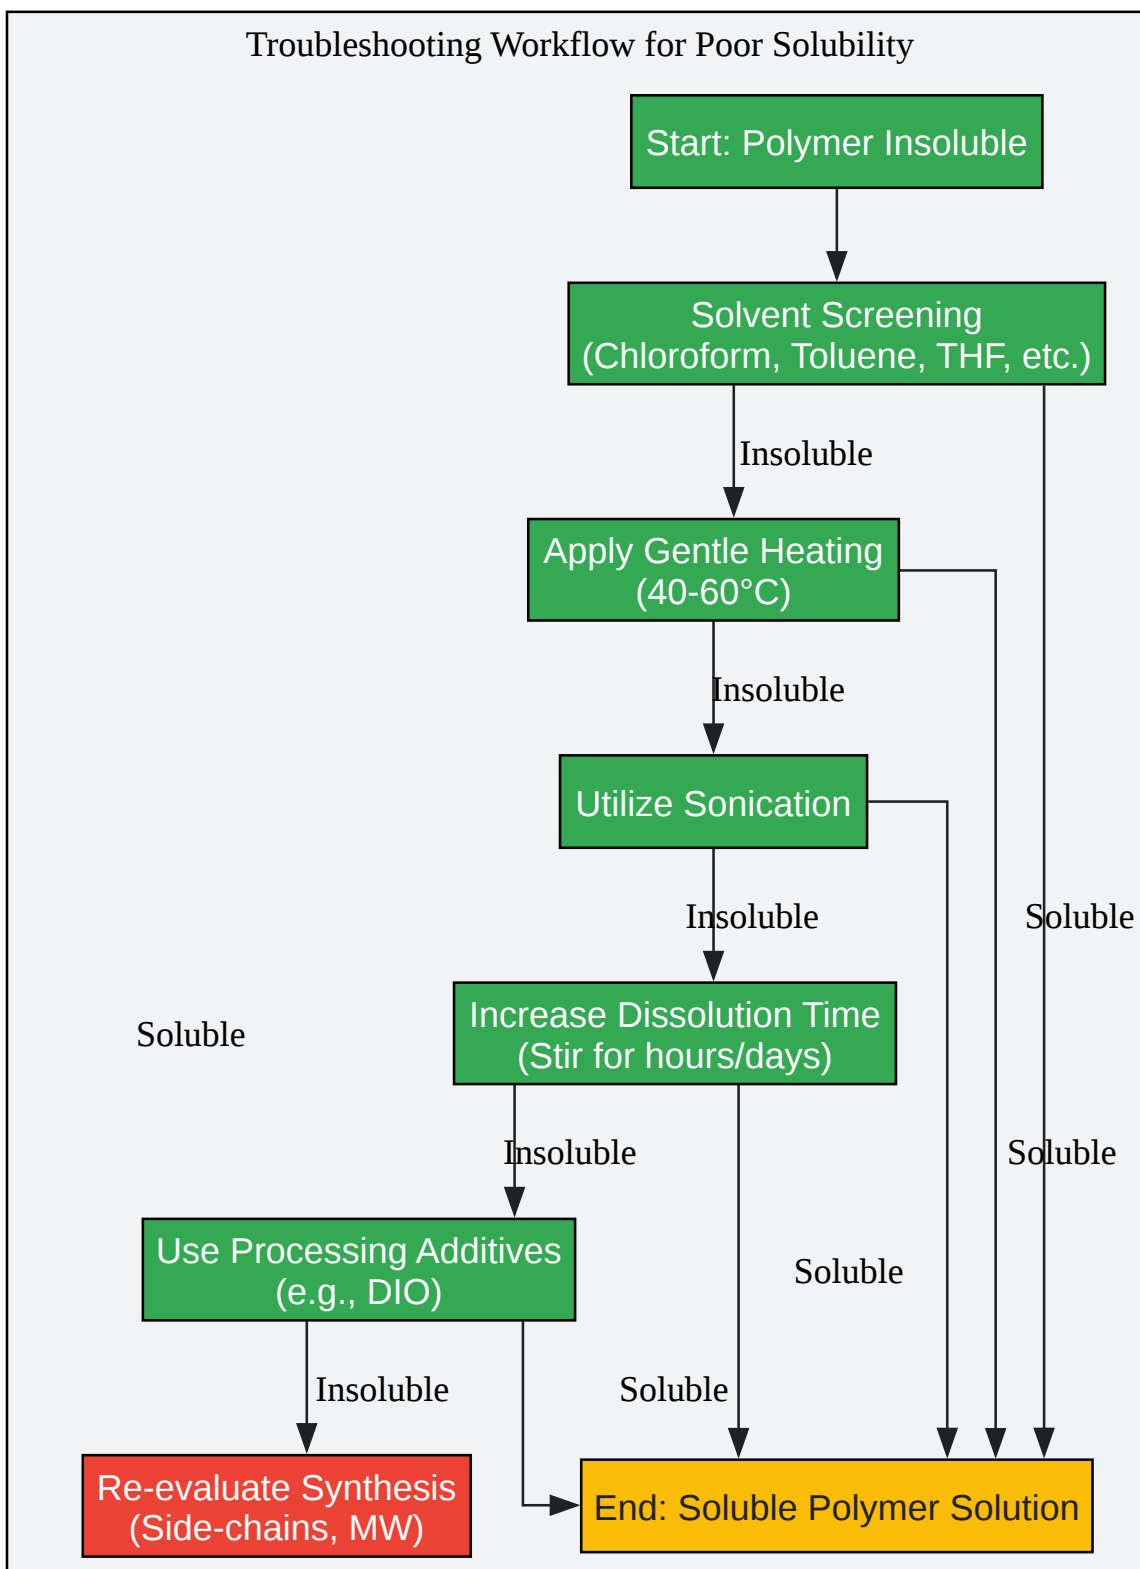 Troubleshooting Workflow for Poor Solubility
Start: Polymer Insoluble
Solvent Screening
(Chloroform, Toluene, THF, etc.)
Insoluble
Apply Gentle Heating
(40-60°C)
Insoluble
Utilize Sonication
Insoluble
Soluble
Increase Dissolution Time
(Stir for hours/days)
Soluble
Insoluble
Soluble
Use Processing Additives
(e.g., DIO)
Soluble
Insoluble
Soluble
Re-evaluate Synthesis
(Side-chains, MW)
End: Soluble Polymer Solution